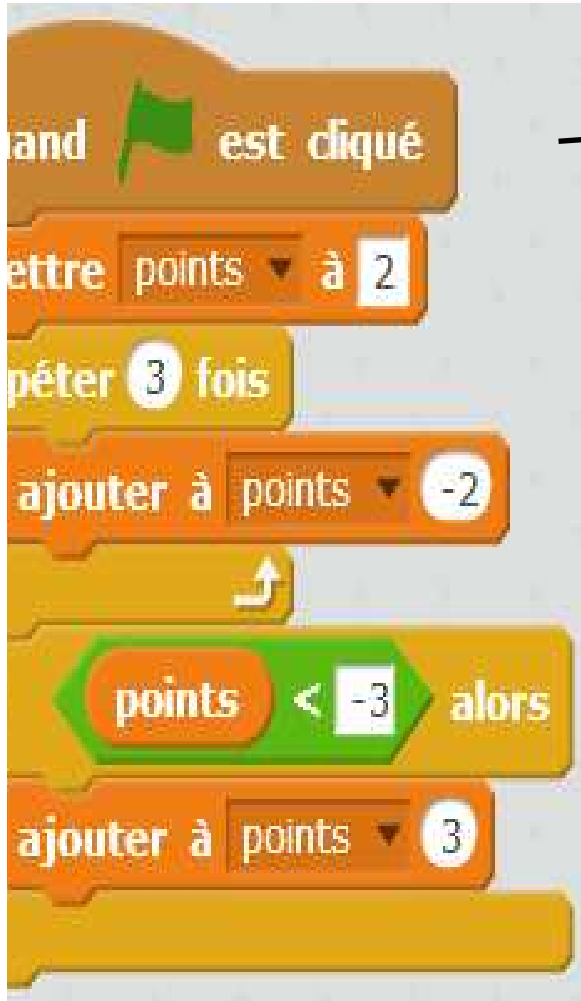 and est cliqué
ettre points à 2
péter 3 fois
ajouter à points -2
points < -3 alors
ajouter à points 3